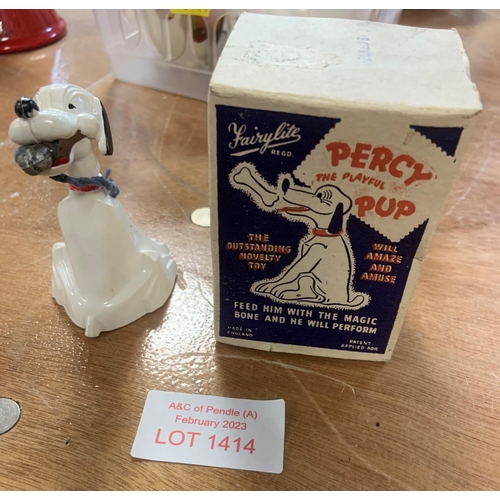 Fairylite
REGD.
PERCY
THE PLAYFUL
PUP
THE
OUTSTANDING
NOVELTY
TOY
WILL
AMAZE
AND
AMUSE
FEED HIM WITH THE MAGIC
BONE AND HE WILL PERFORM
MADE IN
ENGLAND
PATENT
APPLIED FOR
A&C of Pendle (A)
February 2023
LOT 1414